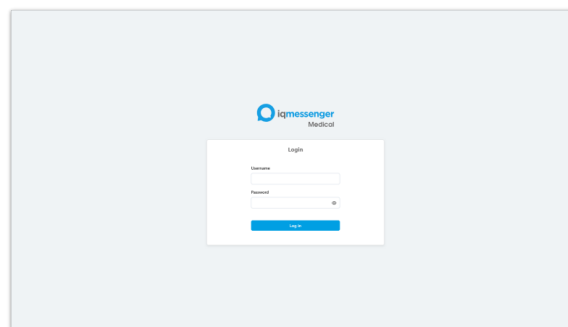 iqmessenger
Medical
Login
Username
Password
Log in